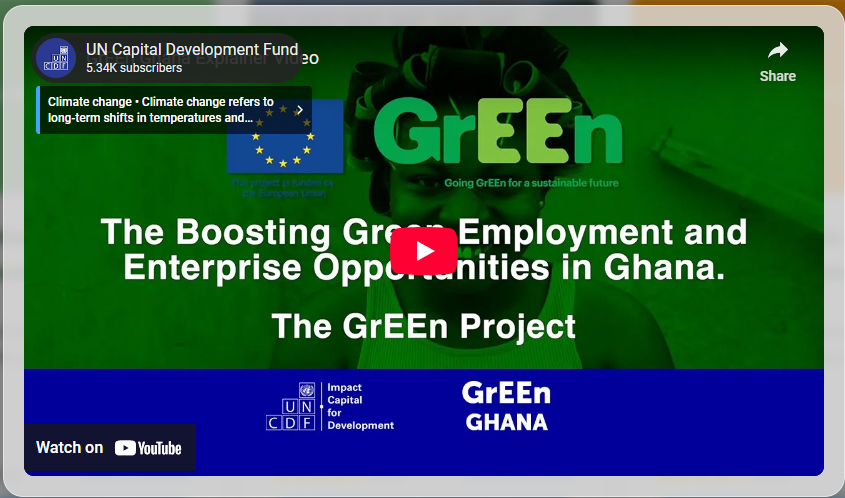 UN Capital Development Fund
GrEEn Ghana Explainer Video
5.34K subscribers
Share
Climate change • Climate change refers to
long-term shifts in temperatures and...
This project is funded by
the European Union
GrEEn
Going GrEEn for a sustainable future
The Boosting Green Employment and
Enterprise Opportunities in Ghana.
The GrEEn Project
UN
CDF
Impact
Capital
for
Development
GrEEn
GHANA
Watch on YouTube